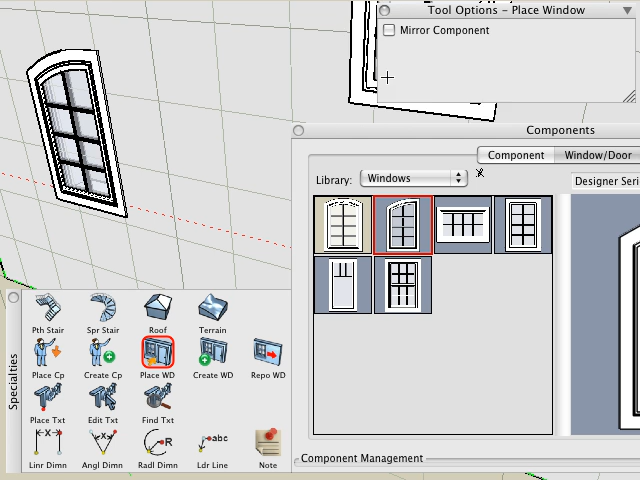 Tool Options – Place Window
Mirror Component
Components
Component Window/Door
Library: Windows
Designer Seri
Specialties
Pth Stair Spr Stair Roof Terrain
Place Cp Create Cp Place WD Create WD Repo WD
Place Txt Edit Txt Find Txt
X R abc
X
Linr Dimn Angl Dimn Radl Dimn Ldr Line Note
Component Management